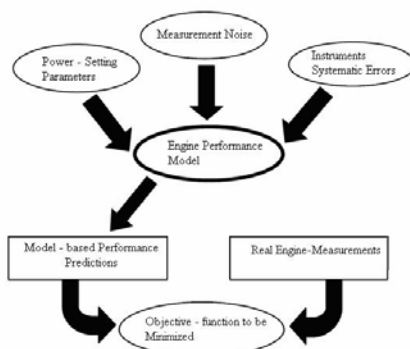 Measurement Noise
Power - Setting
Parameters
Instruments
Systematic Errors
Engine Performance
Model
Model - based Performance
Predictions
Real Engine-Measurements
Objective - function to be
Minimized